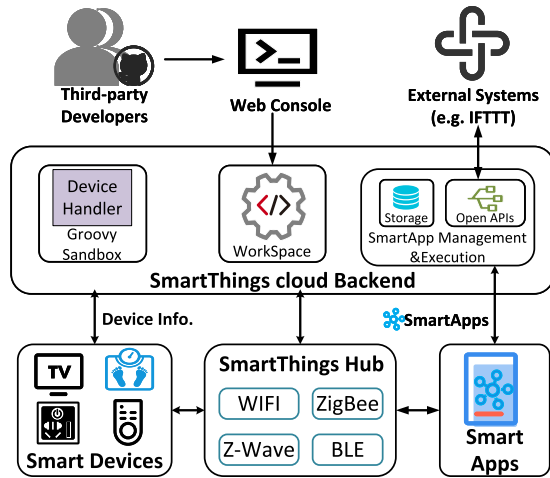 Third-party
Developers
Web Console
External Systems
(e.g. IFTTT)
Device
Handler
Groovy
Sandbox
WorkSpace
Storage
Open APIs
SmartApp Management
&Execution
SmartThings cloud Backend
Device Info.
SmartApps
TV
Smart Devices
SmartThings Hub
WIFI
ZigBee
Z-Wave
BLE
Smart
Apps